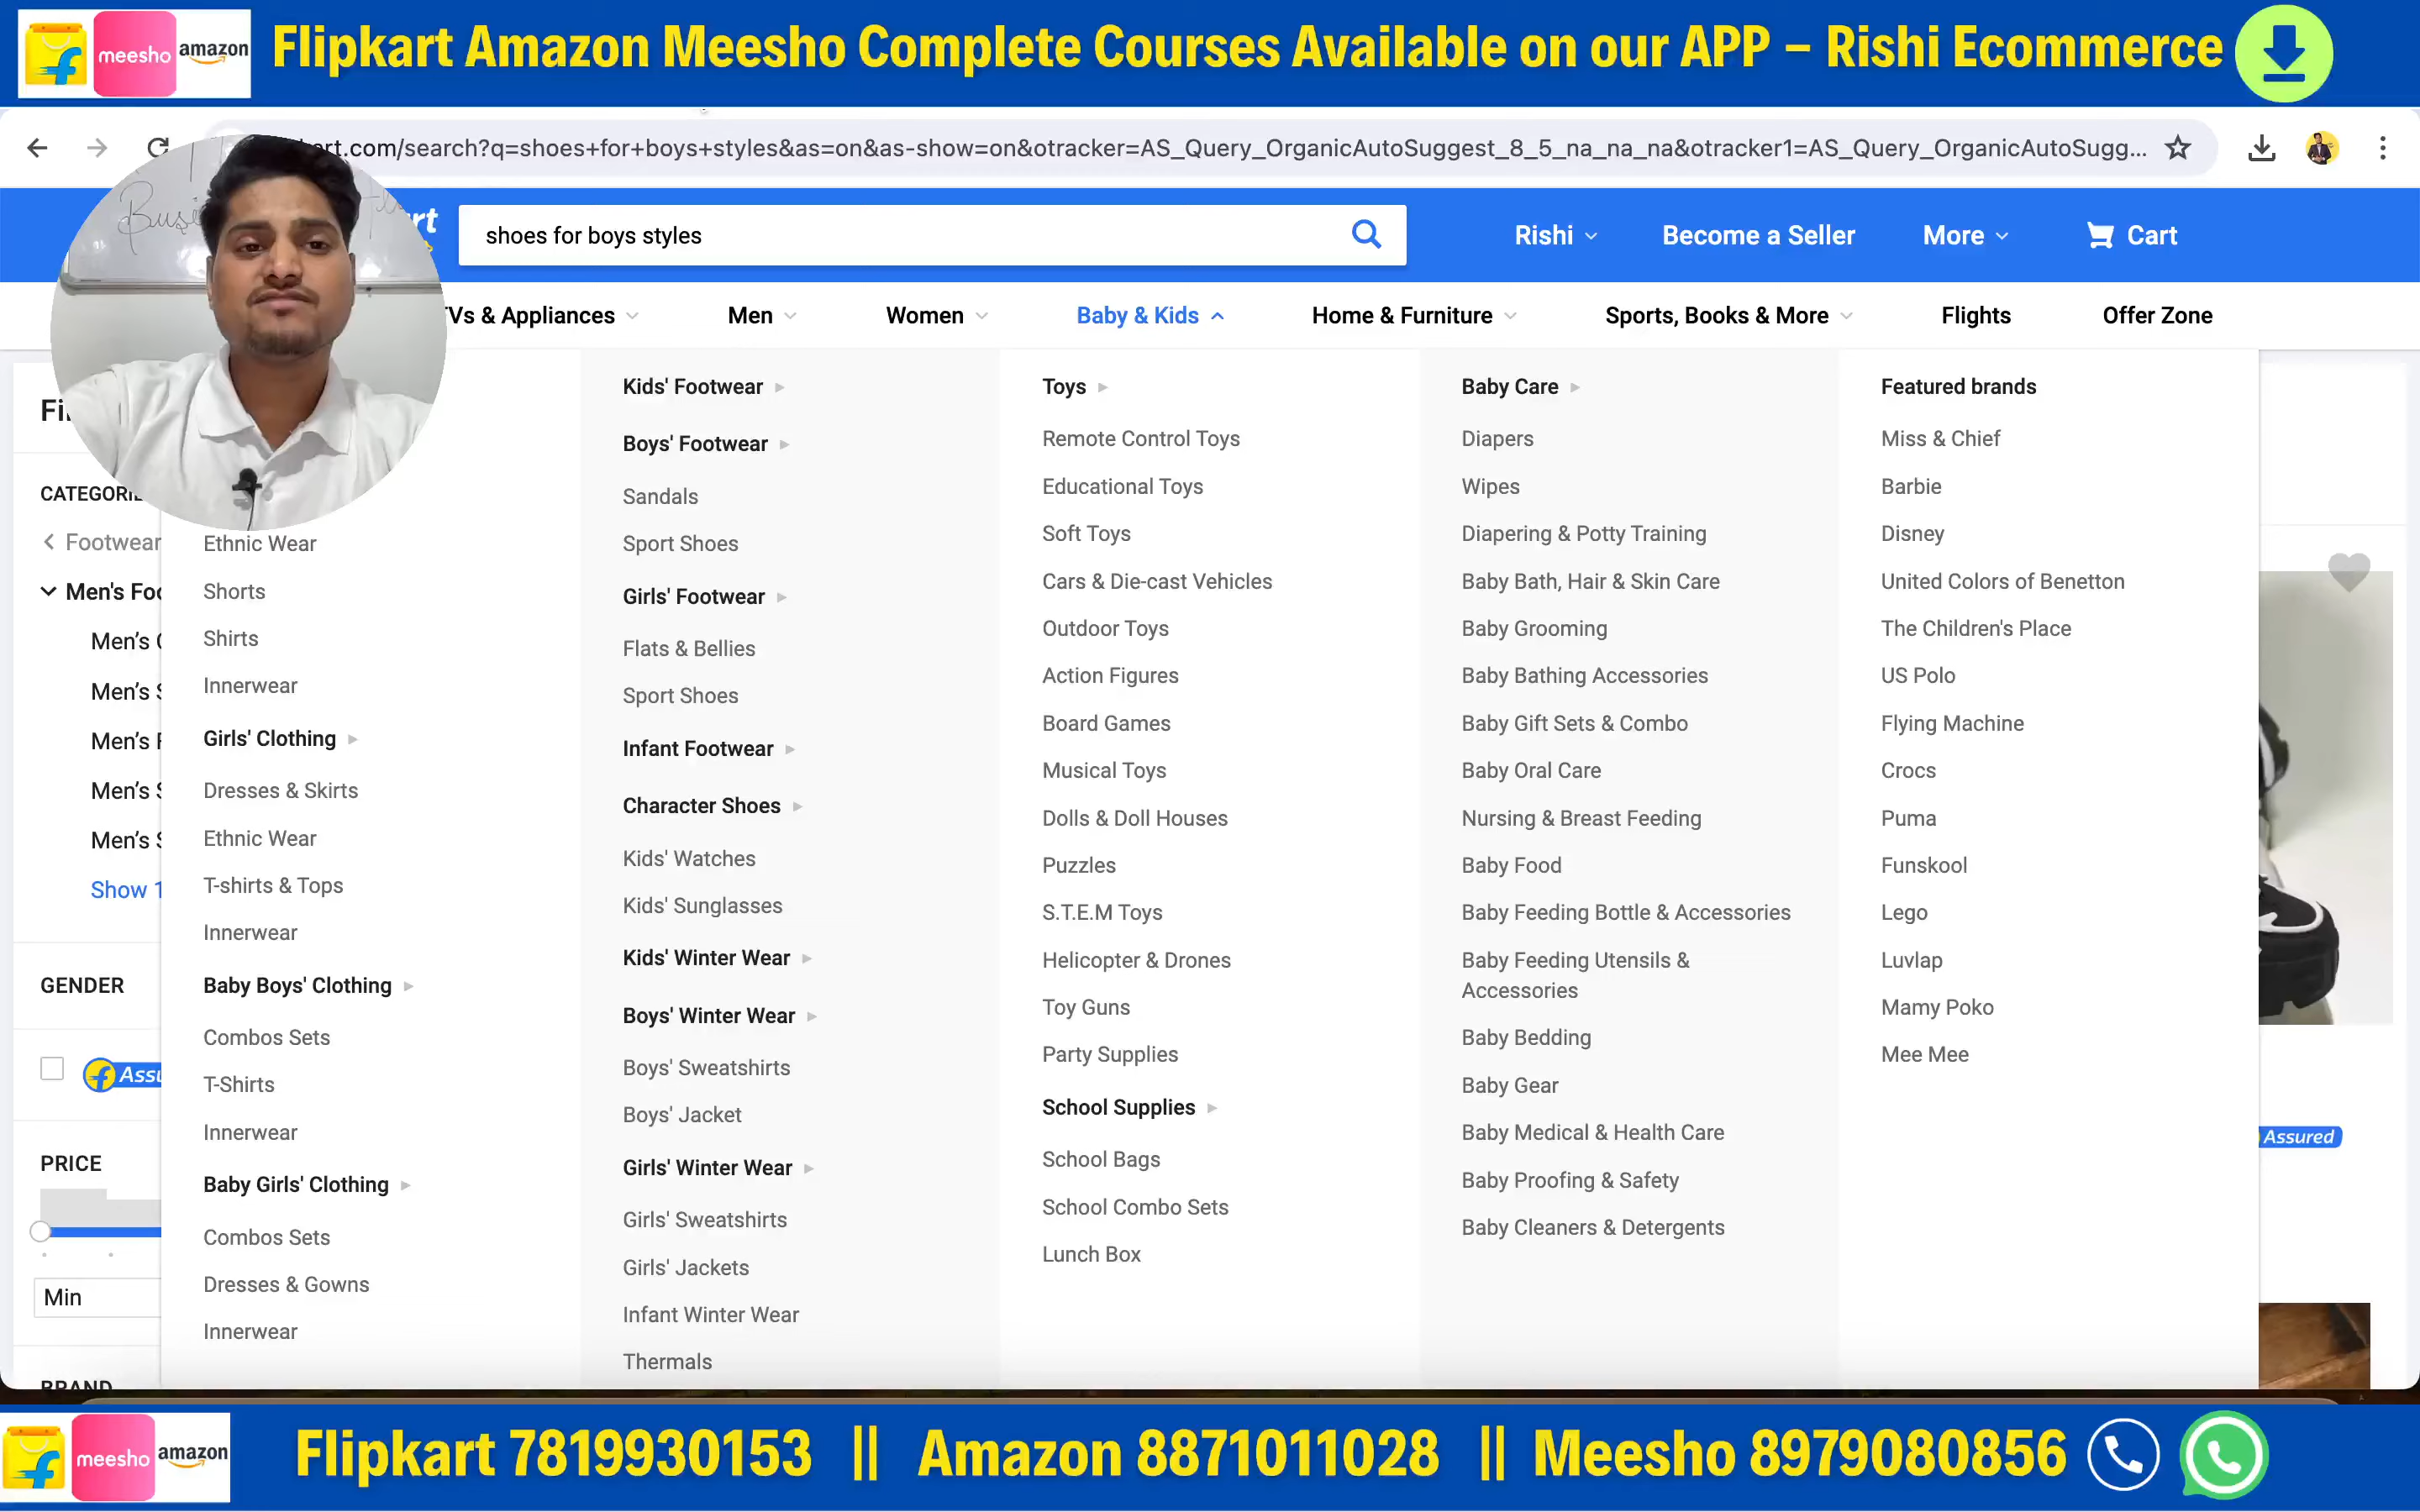 meesho
amazon
Flipkart Amazon Meesho Complete Courses Available on our APP – Rishi Ecommerce
.com/search?q=shoes+for+boys+styles&as=on&as-show=on&otracker=AS_Query_OrganicAutoSuggest_8_5_na_na_na&otracker1=AS_Query_OrganicAutoSugg...
shoes for boys styles
Rishi
Become a Seller
More
Cart
TVs & Appliances
Men
Women
Baby & Kids
Home & Furniture
Sports, Books & More
Flights
Offer Zone
Footwear
GENDER
PRICE
Min
BRAND
Ethnic Wear
Shorts
Shirts
Innerwear
Girls' Clothing
Dresses & Skirts
Ethnic Wear
T-shirts & Tops
Innerwear
Baby Boys' Clothing
Combos Sets
T-Shirts
Innerwear
Baby Girls' Clothing
Combos Sets
Dresses & Gowns
Innerwear
Kids' Footwear
Boys' Footwear
Sandals
Sport Shoes
Girls' Footwear
Flats & Bellies
Sport Shoes
Infant Footwear
Character Shoes
Kids' Watches
Kids' Sunglasses
Kids' Winter Wear
Boys' Winter Wear
Boys' Sweatshirts
Boys' Jacket
Girls' Winter Wear
Girls' Sweatshirts
Girls' Jackets
Infant Winter Wear
Thermals
Toys
Remote Control Toys
Educational Toys
Soft Toys
Cars & Die-cast Vehicles
Outdoor Toys
Action Figures
Board Games
Musical Toys
Dolls & Doll Houses
Puzzles
S.T.E.M Toys
Helicopter & Drones
Toy Guns
Party Supplies
School Supplies
School Bags
School Combo Sets
Lunch Box
Baby Care
Diapers
Wipes
Diapering & Potty Training
Baby Bath, Hair & Skin Care
Baby Grooming
Baby Bathing Accessories
Baby Gift Sets & Combo
Baby Oral Care
Nursing & Breast Feeding
Baby Food
Baby Feeding Bottle & Accessories
Baby Feeding Utensils &
Accessories
Baby Bedding
Baby Gear
Baby Medical & Health Care
Baby Proofing & Safety
Baby Cleaners & Detergents
Featured brands
Miss & Chief
Barbie
Disney
United Colors of Benetton
The Children's Place
US Polo
Flying Machine
Crocs
Puma
Funskool
Lego
Luvlap
Mamy Poko
Mee Mee
Assured
meesho
amazon
Flipkart 7819930153 || Amazon 8871011028 || Meesho 8979080856